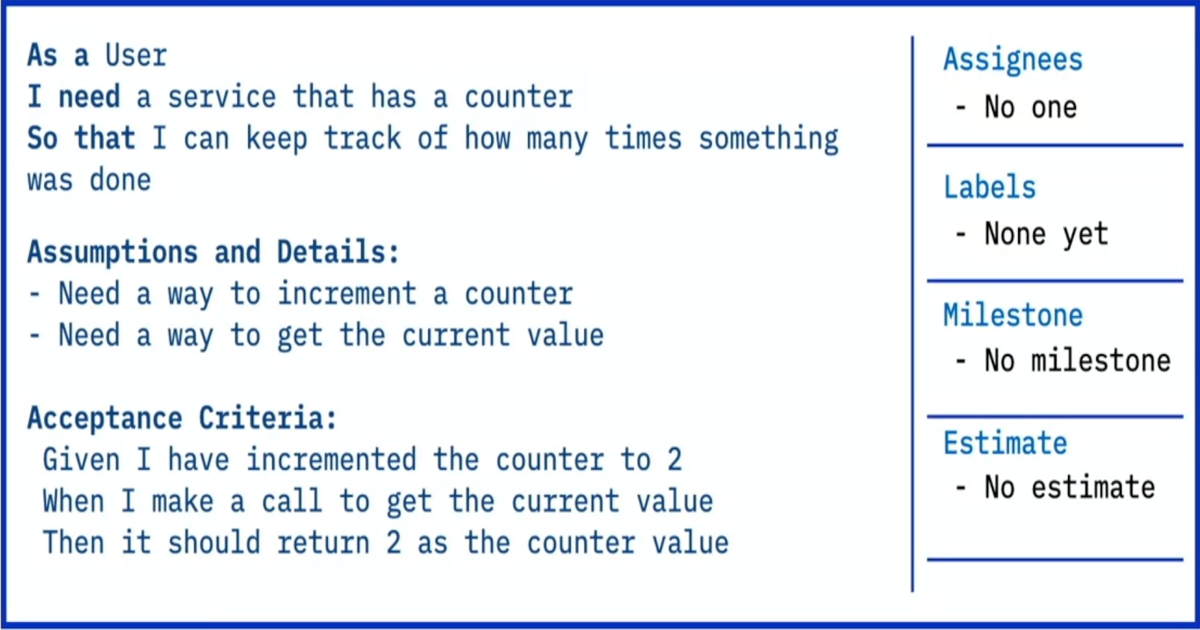 As a User
I need a service that has a counter
So that I can keep track of how many times something
was done
Assumptions and Details:
- Need a way to increment a counter
- Need a way to get the current value
Acceptance Criteria:
Given I have incremented the counter to 2
When I make a call to get the current value
Then it should return 2 as the counter value
Assignees
- No one
Labels
- None yet
Milestone
- No milestone
Estimate
- No estimate